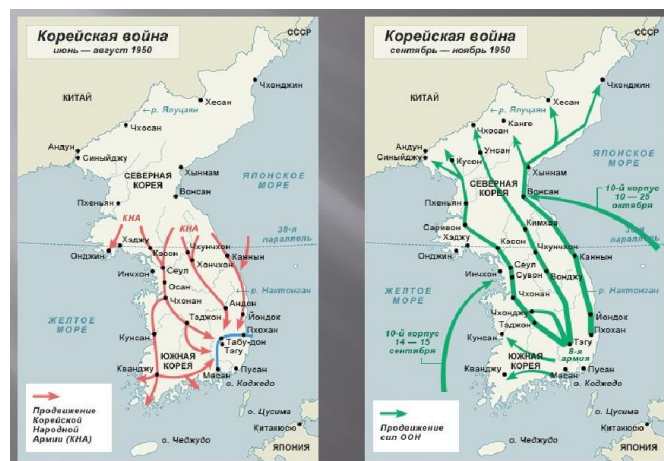 Корейская война
июнь — август 1950
СССР
КИТАЙ
Чхонджин
Хесан
← р. Ялуцзян
Чхосан
Андун
Синыйджу
Хыннам
СЕВЕРНАЯ
КОРЕЯ
ЯПОНСКОЕ
МОРЕ
Вонсан
Пхеньян
КНА
КНА
38-я
параллель
Хэджу
Кэсон
Чхунчхон
Каннын
Онджин
Хончхон
Инчхон
Сеул
← р. Нактонган
Осан
Чхонан
Андон
ЖЕЛТОЕ
МОРЕ
Тэджон
Йондок
Пхохан
Кунсан
Табу-дон
Тэгу
ЮЖНАЯ
КОРЕЯ
Кванджу
Масан
Пусан
о. Коджедо
Продвижение
Корейской
Народной
Армии (КНА)
о. Цусима
Китакюсю
о. Чеджудо
ЯПОНИЯ
Корейская война
сентябрь — ноябрь 1950
СССР
КИТАЙ
Чхонджин
Хесан
← р. Ялуцзян
Канге
Чхосан
Андун
Унсан
Синыйджу
Кусон
Хыннам
ЯПОНСКОЕ
МОРЕ
СЕВЕРНАЯ
КОРЕЯ
Вонсан
10-й корпус
10 — 25
октября
Пхеньян
Саривон
Кимхва
параллель
Хэджу
Кэсон
Чхунчхон
Каннын
Онджин
Сеул
Инчхон
Сувон
Вонджу
← р. Нактонган
ЖЕЛТОЕ
МОРЕ
Чхонан
Чхонджу
Йондок
10-й корпус
14 — 15
сентября
Тэджон
Пхохан
Кунсан
Тэгу
8-я
армия
ЮЖНАЯ
КОРЕЯ
Кванджу
Масан
Пусан
о. Коджедо
Продвижение
сил ООН
о. Цусима
Китакюсю
о. Чеджудо
ЯПОНИЯ